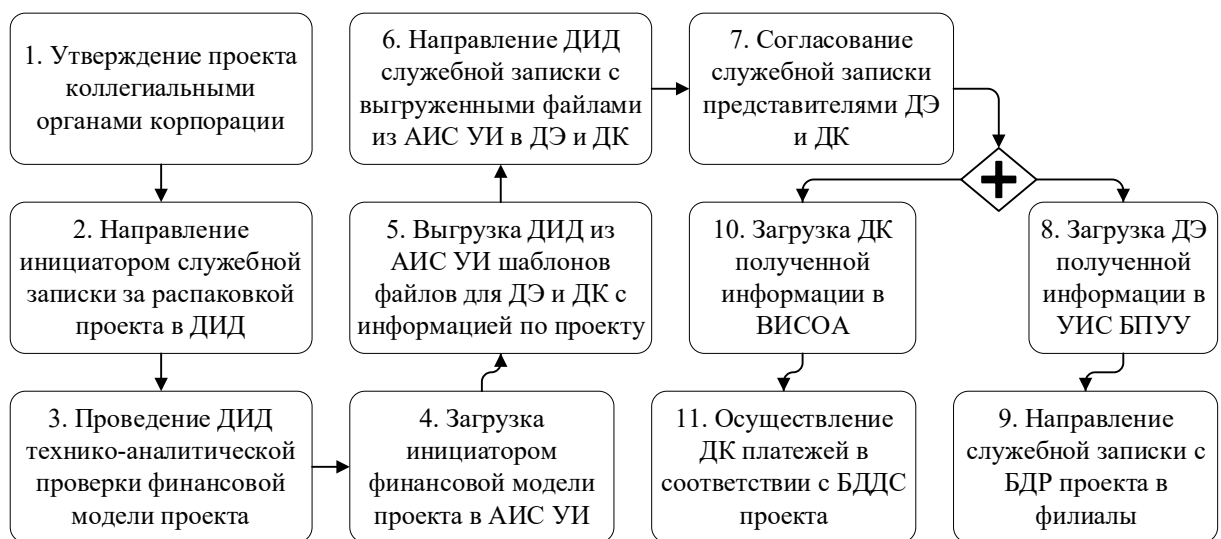 1. Утверждение проекта
коллегиальными
органами корпорации
2. Направление
инициатором служебной
записки за распаковкой
проекта в ДИД
3. Проведение ДИД
технико-аналитической
проверки финансовой
модели проекта
4. Загрузка
инициатором
финансовой модели
проекта в АИС УИ
5. Выгрузка ДИД из
АИС УИ шаблонов
файлов для ДЭ и ДК с
информацией по проекту
6. Направление ДИД
служебной записки с
выгруженными файлами
из АИС УИ в ДЭ и ДК
7. Согласование
служебной записки
представителями ДЭ
и ДК
8. Загрузка ДЭ
полученной
информации в
УИС БПУУ
9. Направление
служебной записки с
БДР проекта в
филиалы
10. Загрузка ДК
полученной
информации в
ВИСОА
11. Осуществление
ДК платежей в
соответствии с БДДС
проекта